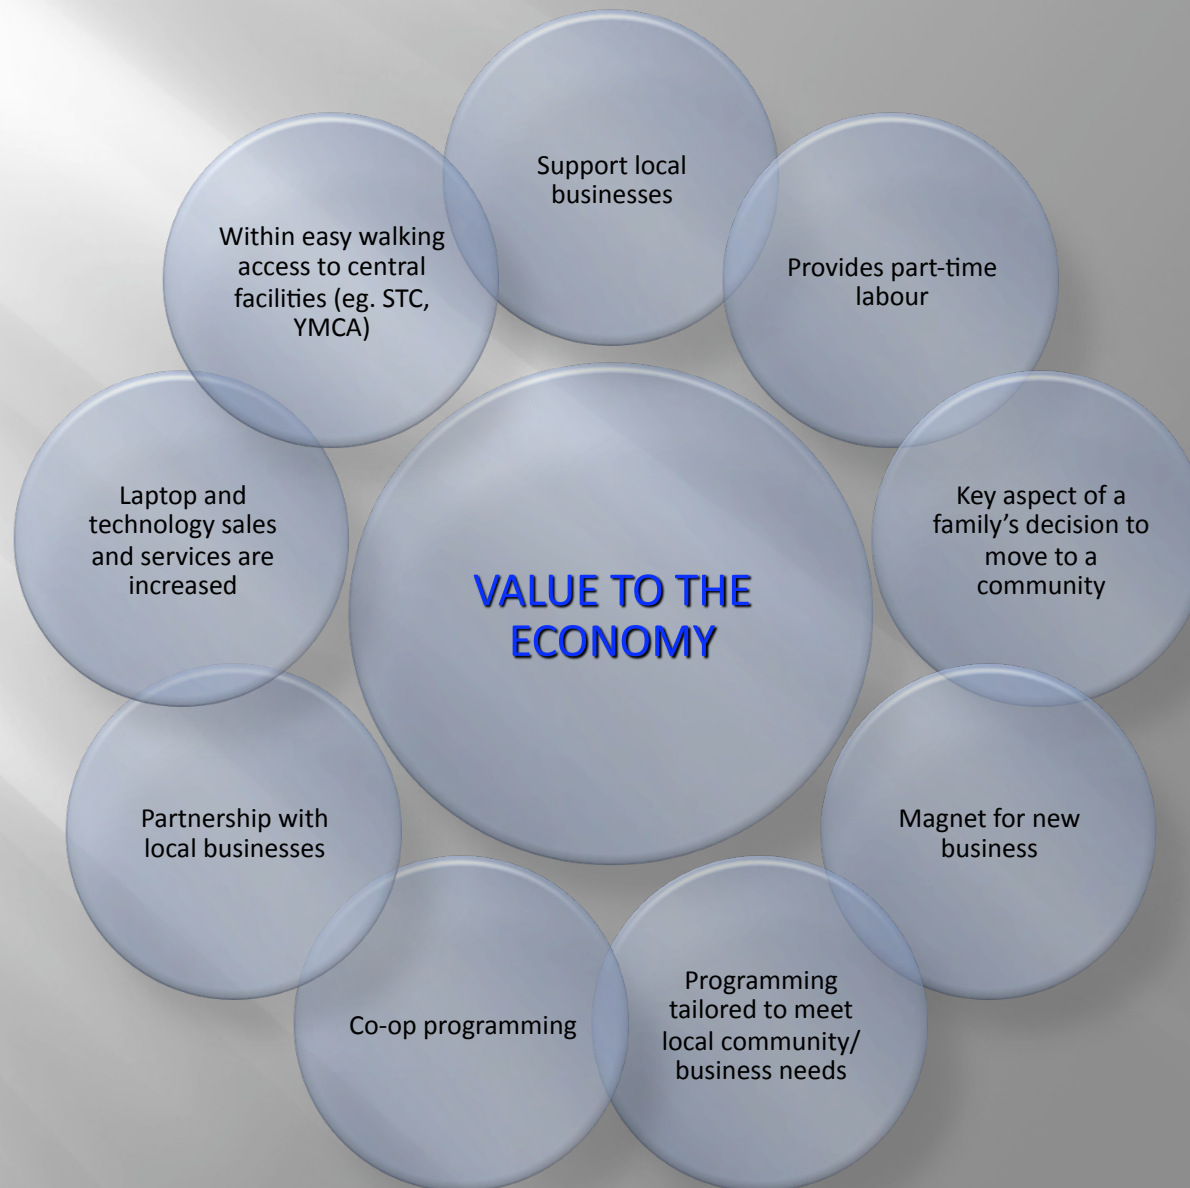 Support local
businesses
Provides part-time
labour
Key aspect of a
family’s decision to
move to a
community
Magnet for new
business
Programming
tailored to meet
local community/
business needs
Co-op programming
Partnership with
local businesses
Laptop and
technology sales
and services are
increased
Within easy walking
access to central
facilities (eg. STC,
YMCA)
VALUE TO THE
ECONOMY